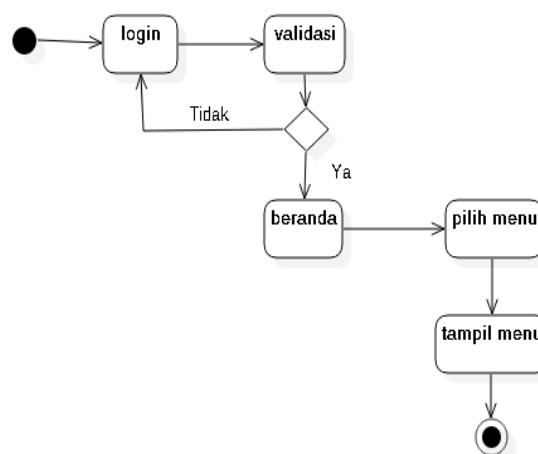 login
validasi
Tidak
Ya
beranda
pilih menu
tampil menu